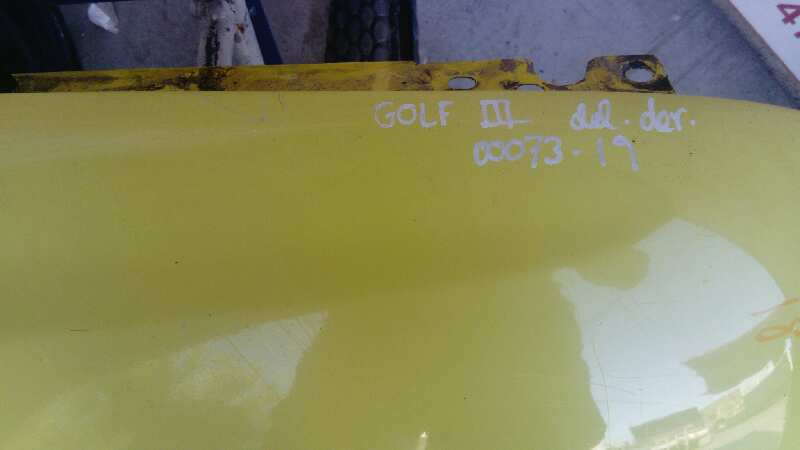 GOLF III del. der.
00073-19